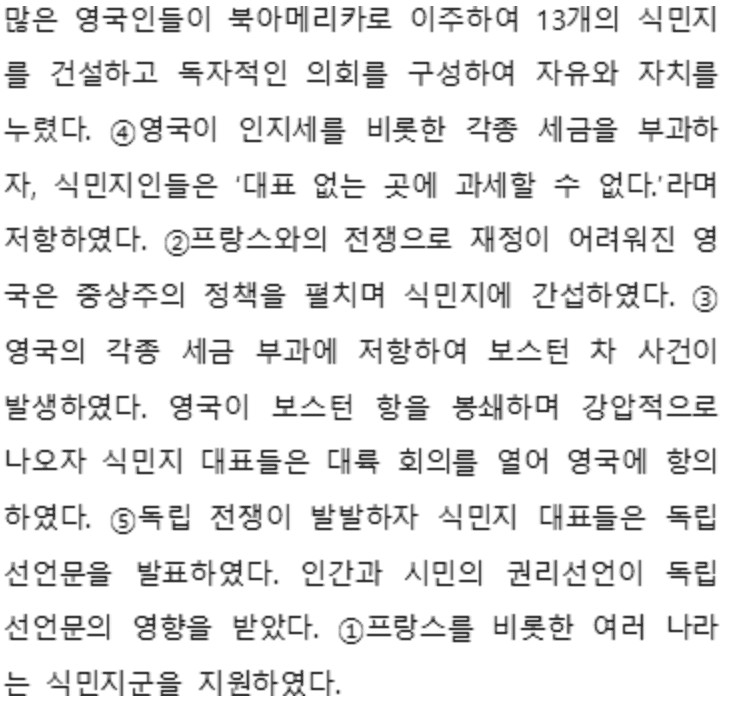 많은 영국인들이 북아메리카로 이주하여 13개의 식민지
를 건설하고 독자적인 의회를 구성하여 자유와 자치를
누렸다. ④영국이 인지세를 비롯한 각종 세금을 부과하
자, 식민지인들은 '대표 없는 곳에 과세할 수 없다.'라며
저항하였다. ②프랑스와의 전쟁으로 재정이 어려워진 영
국은 중상주의 정책을 펼치며 식민지에 간섭하였다. ③
영국의 각종 세금 부과에 저항하여 보스턴 차 사건이
발생하였다. 영국이 보스턴 항을 봉쇄하며 강압적으로
나오자 식민지 대표들은 대륙 회의를 열어 영국에 항의
하였다. ⑤독립 전쟁이 발발하자 식민지 대표들은 독립
선언문을 발표하였다. 인간과 시민의 권리선언이 독립
선언문의 영향을 받았다. ①프랑스를 비롯한 여러 나라
는 식민지군을 지원하였다.